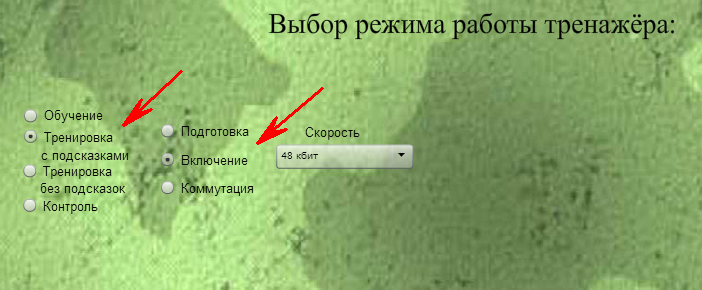 Выбор режима работы тренажёра:
Обучение
Тренировка
с подсказками
Тренировка
без подсказок
Контроль
Подготовка
Включение
Коммутация
Скорость
48 кбит